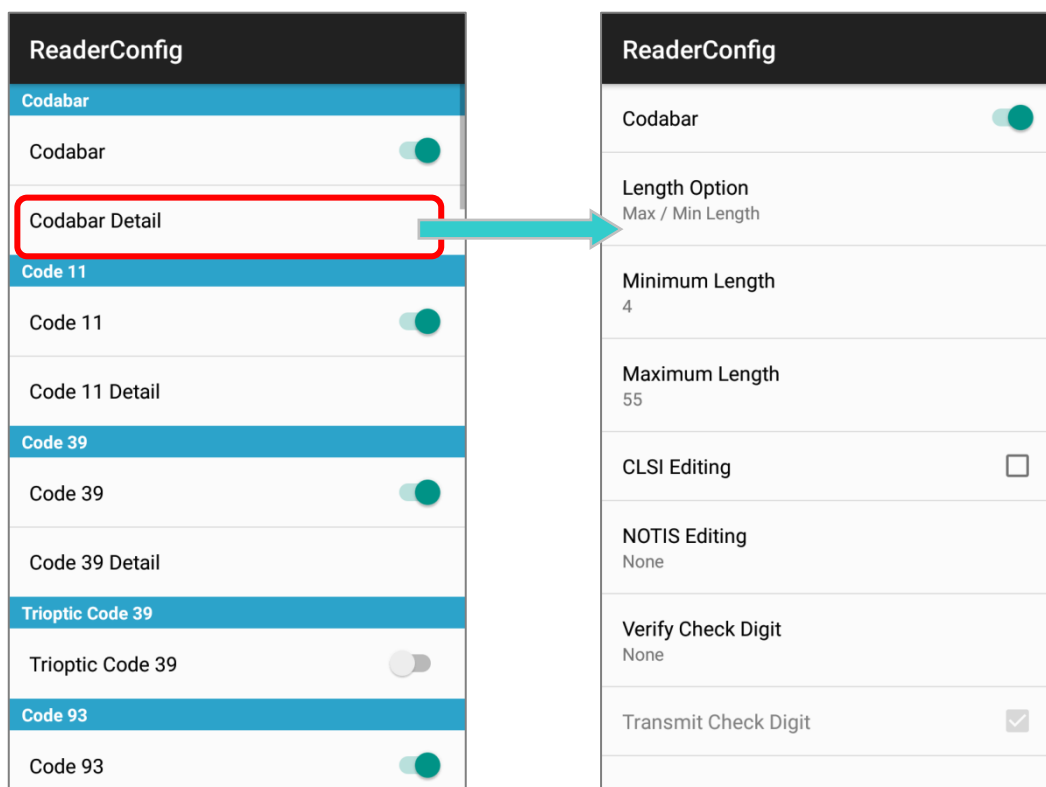 ReaderConfig
Codabar
Codabar
Codabar Detail
Code 11
Code 11
Code 11 Detail
Code 39
Code 39
Code 39 Detail
Trioptic Code 39
Trioptic Code 39
Code 93
Code 93
ReaderConfig
Codabar
Length Option
Max / Min Length
Minimum Length
4
Maximum Length
55
CLSI Editing
NOTIS Editing
None
Verify Check Digit
None
Transmit Check Digit